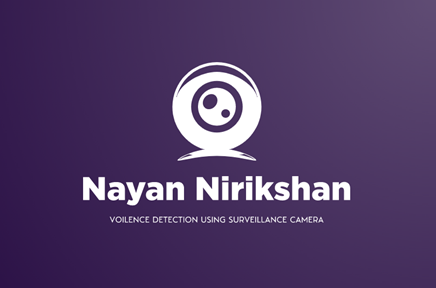 Nayan Nirikshan
VOILENCE DETECTION USING SURVEILLANCE CAMERA